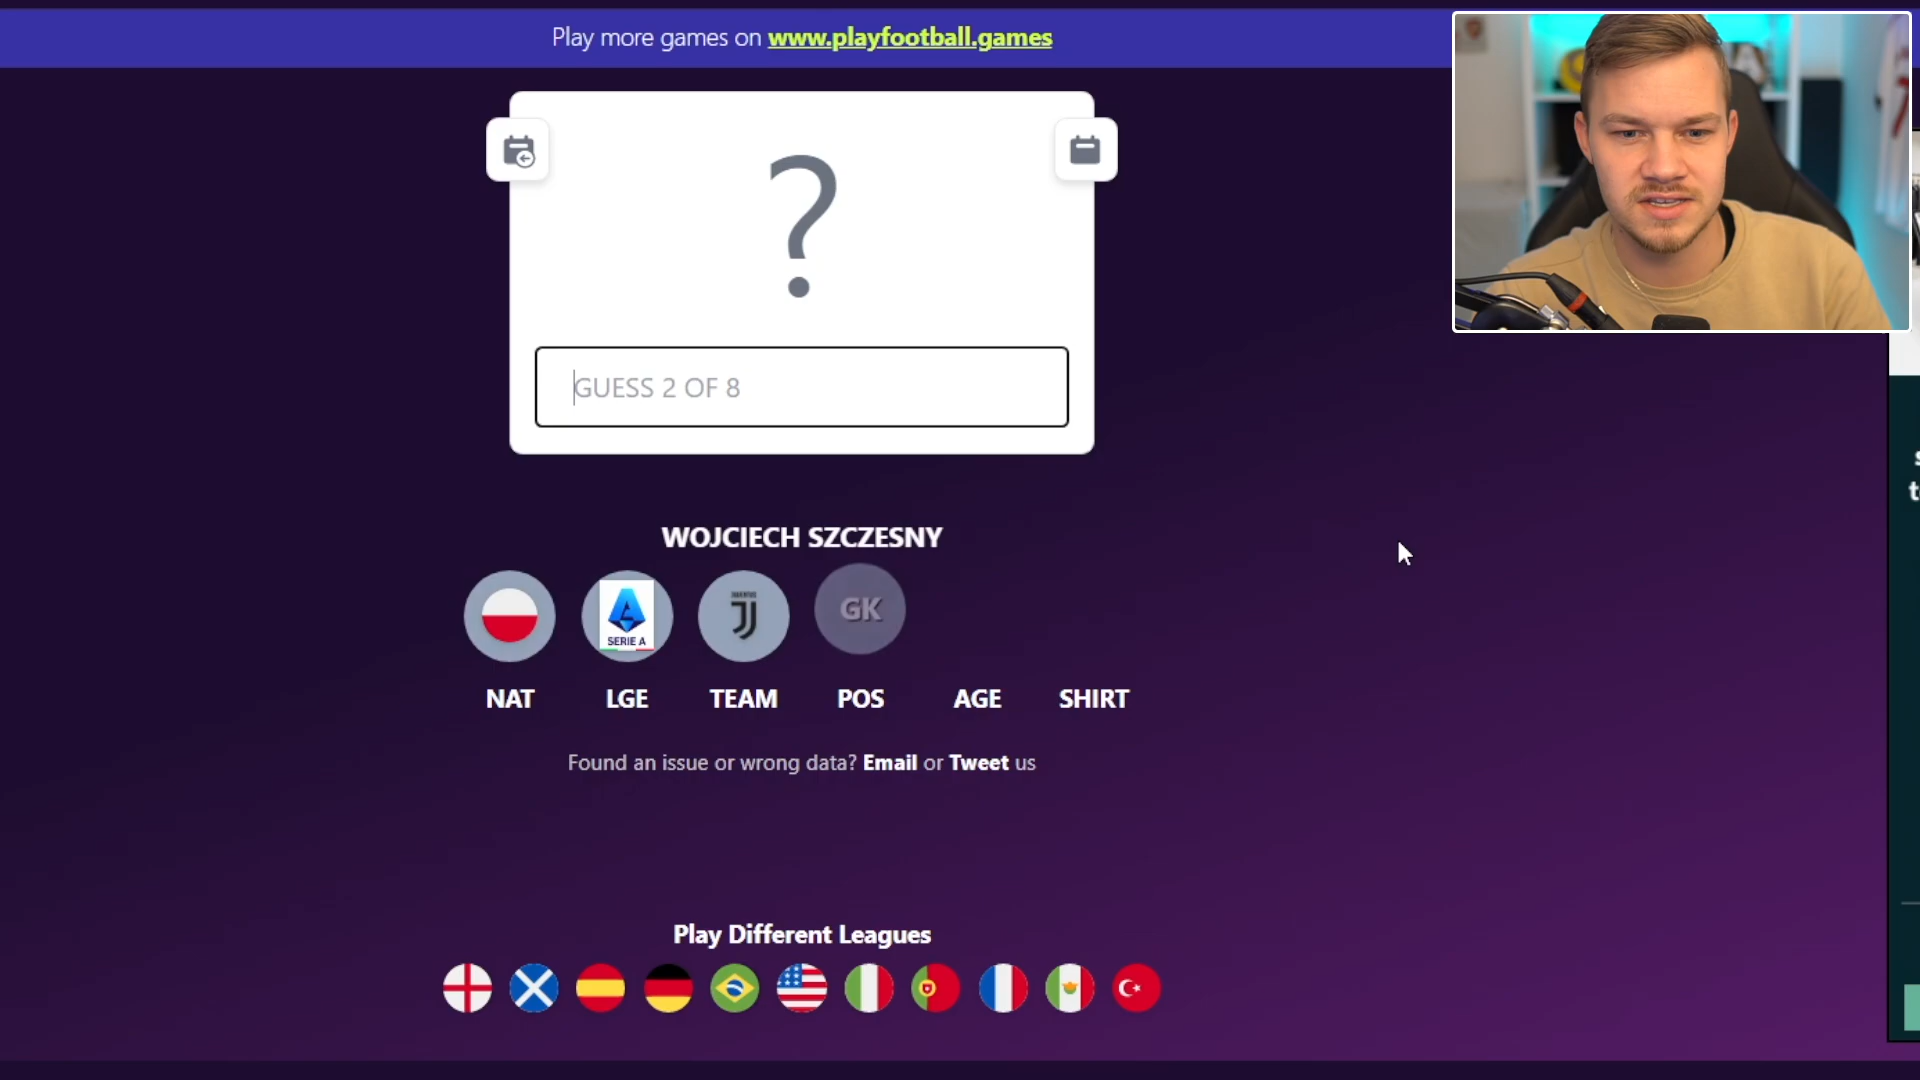 Play more games on www.playfootball.games
?
GUESS 2 OF 8
WOJCIECH SZCZESNY
SERIE A
GK
NAT LGE TEAM POS AGE SHIRT
Found an issue or wrong data? Email or Tweet us
Play Different Leagues